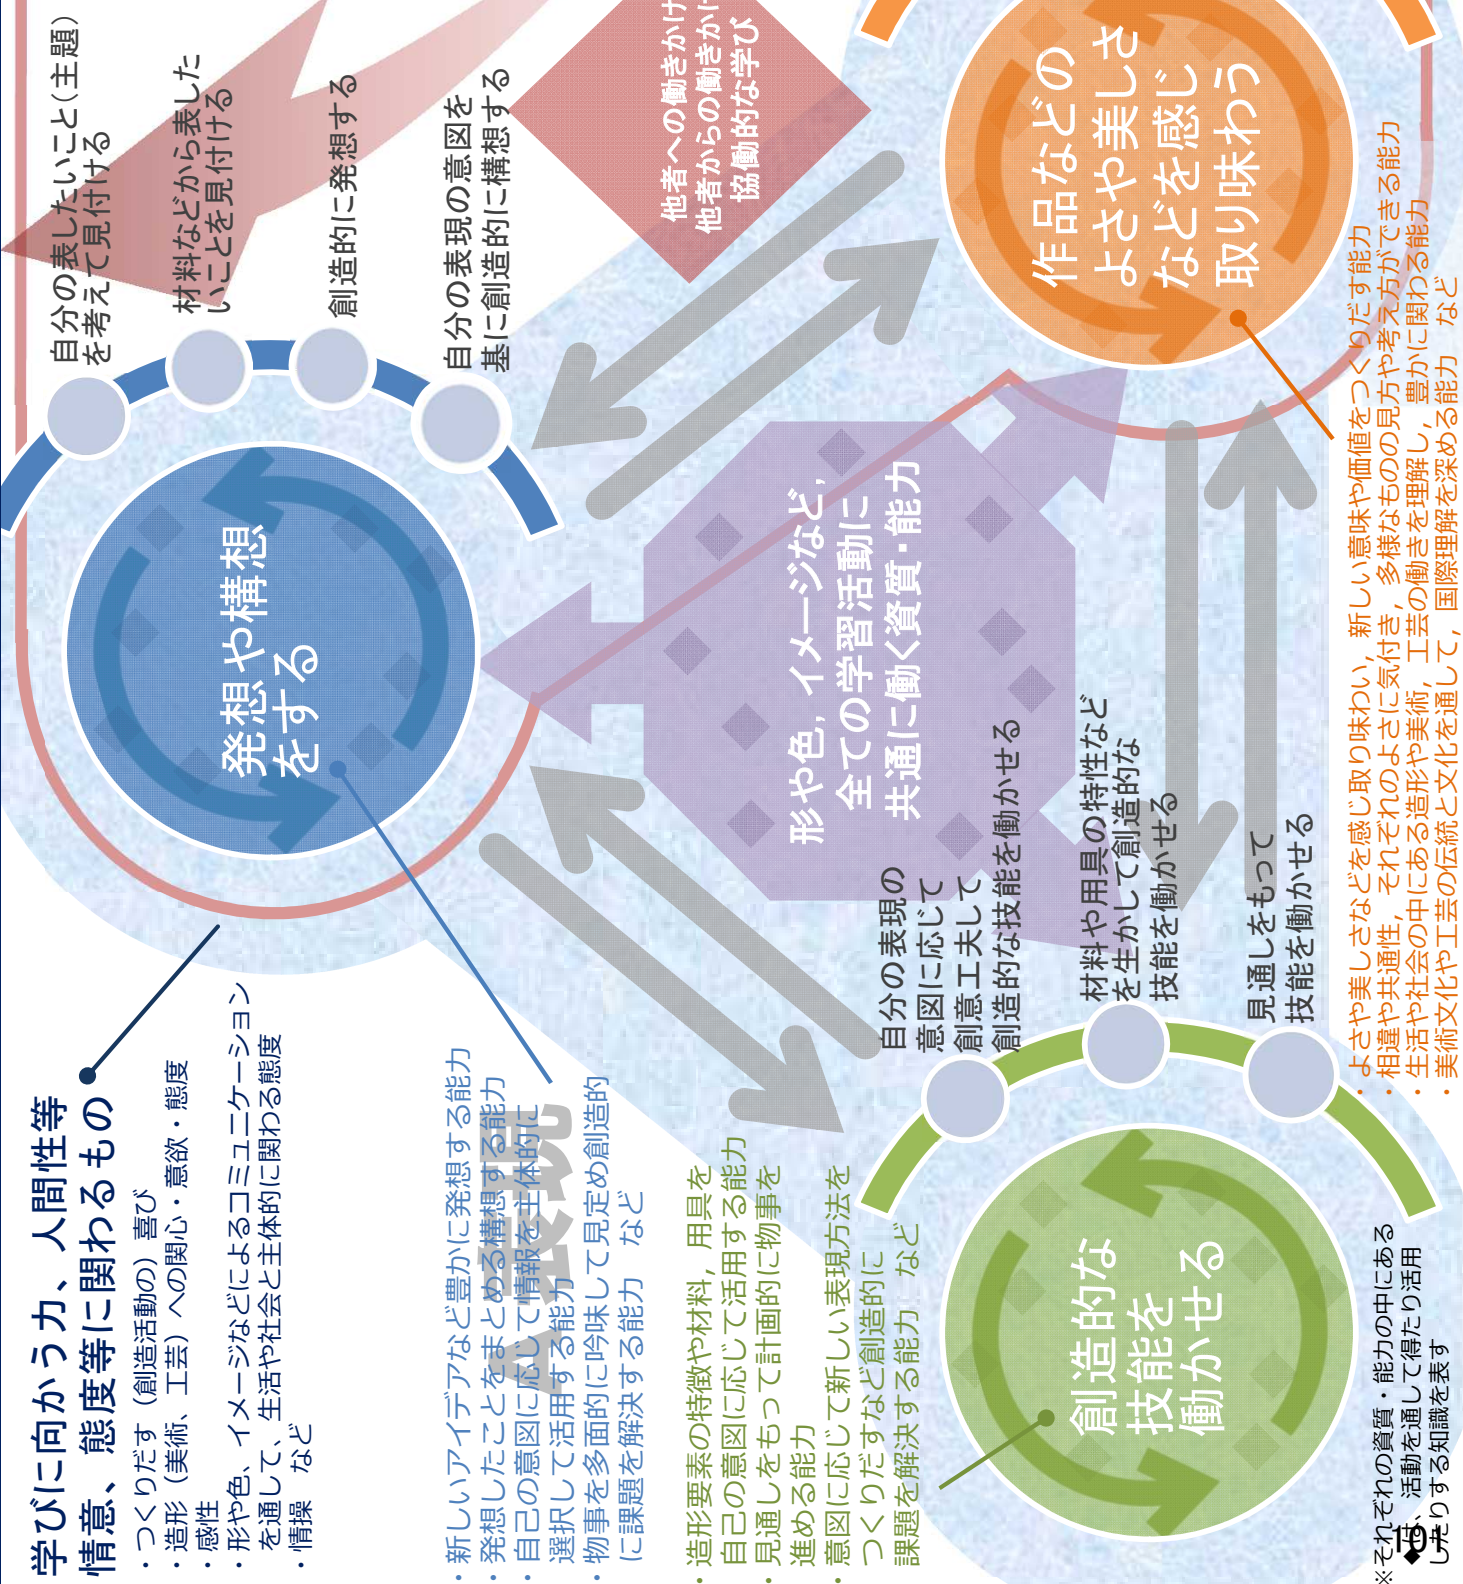 学びに向かう力、人間性等
情意、態度等に関わるもの
・つくりだす（創造活動の）喜び
・造形（美術、工芸）への関心・意欲・態度
・感性
・形や色、イメージなどによるコミュニケーション
を通して、生活や社会と主体的に関わる態度
・情操　など
A 表現
・新しいアイデアなど豊かに発想する能力
・発想したことをまとめる構想する能力
・自己の意図に応じて情報を主体的に
選択して活用する能力
・物事を多面的に吟味して見定め創造的
に課題を解決する能力　など
・造形要素の特徴や材料，用具を
自己の意図に応じて活用する能力
・見通しをもって計画的に物事を
進める能力
・意図に応じて新しい表現方法を
つくりだすなど創造的に
課題を解決する能力　など
発想や構想
をする
自分の表したいこと（主題）
を考えて見付ける
材料などから表した
いことを見付ける
創造的に発想する
自分の表現の意図を
基に創造的に構想する
他者への働きかけ
他者からの働きかけ
協働的な学び
形や色，イメージなど，
全ての学習活動に
共通に働く資質・能力
自分の表現の
意図に応じて
創意工夫して
創造的な技能を働かせる
材料や用具の特性など
を生かして創造的な
技能を働かせる
見通しをもって
技能を働かせる
創造的な
技能を
働かせる
作品などの
よさや美しさ
などを感じ
取り味わう
・よさや美しさなどを感じ取り味わい，新しい意味や価値をつくりだす能力
・相違や共通性，それぞれのよさに気付き，多様なものの見方や考え方ができる能力
・生活や社会の中にある造形や美術，工芸の働きを理解し，豊かに関わる能力
・美術文化や工芸の伝統と文化を通して，国際理解を深める能力　など
※それぞれの資質・能力の中にある
◆は、活動を通して得たり活用
したりする知識を表す
101